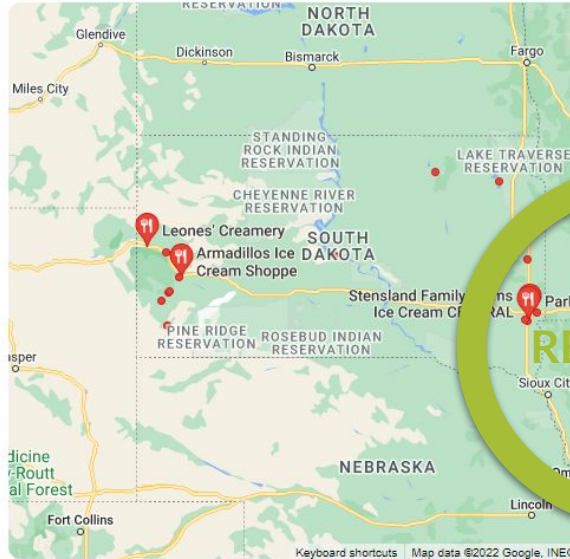 RESERVATION
NORTH
DAKOTA
Glendive
Dickinson
Bismarck
Fargo
Miles City
STANDING
ROCK INDIAN
RESERVATION
LAKE TRAVERSE
RESERVATION
CHEYENNE RIVER
RESERVATION
Leones' Creamery
SOUTH
DAKOTA
Armadillos Ice
Cream Shoppe
Stensland Family
Ice Cream
PINE RIDGE
RESERVATION
ROSEBUD INDIAN
RESERVATION
asper
Sioux Cit
NEBRASKA
dicine
-Routt
al Forest
Lincoln
Fort Collins
Keyboard shortcuts Map data ©2022 Google, INEG